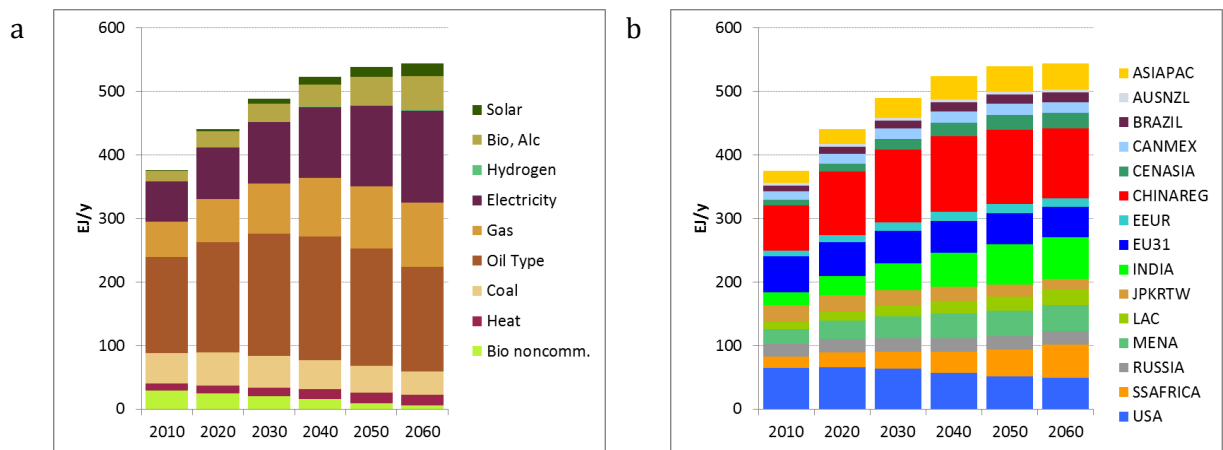 a
600
500
400
300
200
100
0
EJ/y
2010 2020 2030 2040 2050 2060
Solar
Bio, Alc
Hydrogen
Electricity
Gas
Oil Type
Coal
Heat
Bio noncomm.
b
600
500
400
300
200
100
0
EJ/y
2010 2020 2030 2040 2050 2060
ASIAPAC
AUSNZL
BRAZIL
CANMEX
CENASIA
CHINAREG
EEUR
EU31
INDIA
JPKRTW
LAC
MENA
RUSSIA
SSAFRICA
USA